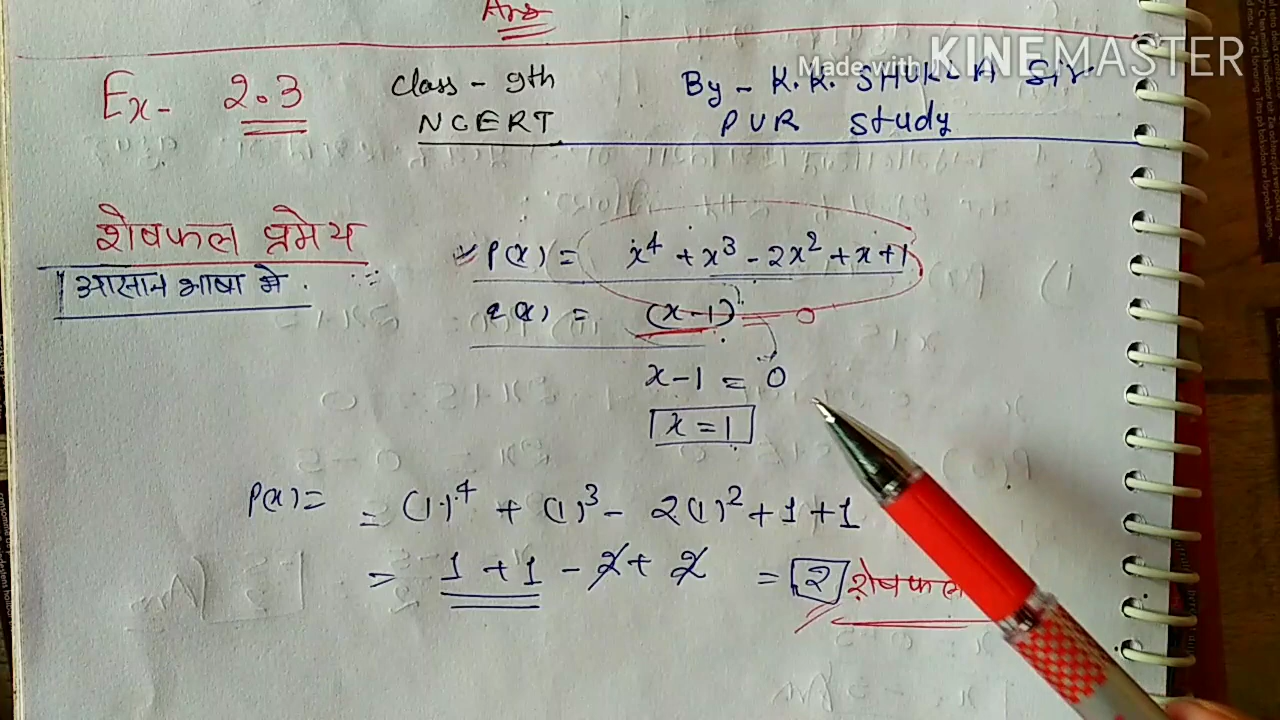 Ans
Made with KINEMASTER
Ex- 2.3 Class - 9th By - K.K. SHUKLA Sir
NCERT PUR Study
शेषफल प्रमेय
आसान भाषा में
P(x) = x⁴ + x³ - 2x² + x + 1
(x-1) = 0
x-1 = 0
x = 1
P(x) = = (1)⁴ + (1)³ - 2(1)² + 1 + 1
= 1 + 1 - 2 + 2 = 2 शेषफल